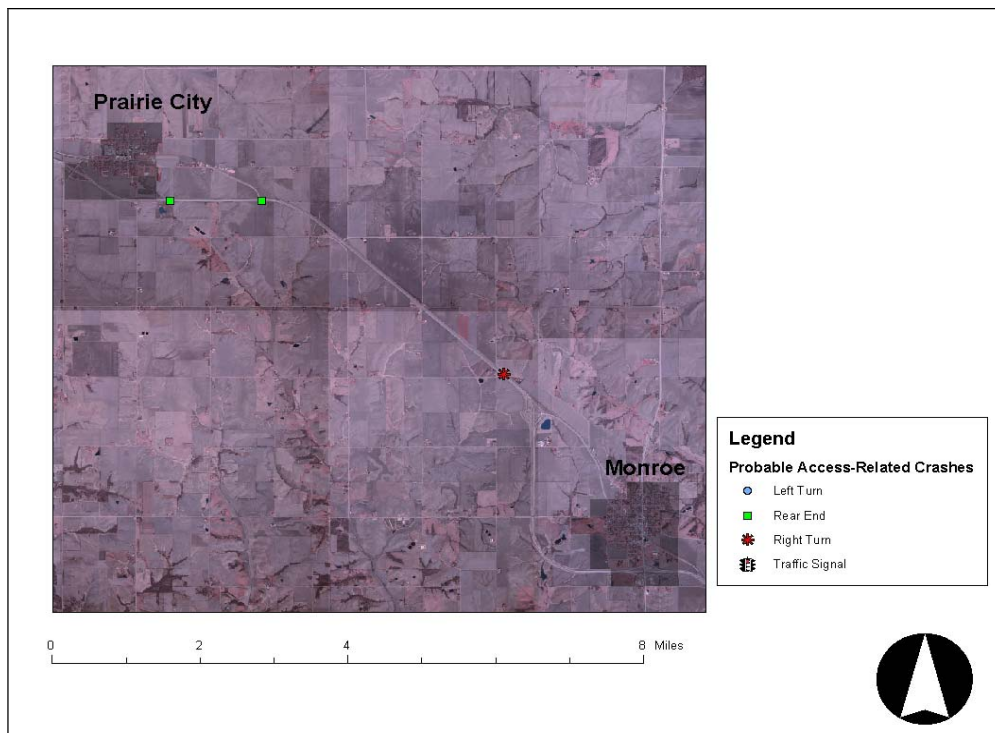 Prairie City
Monroe
Legend
Probable Access-Related Crashes
Left Turn
Rear End
Right Turn
Traffic Signal
0 2 4 8 Miles